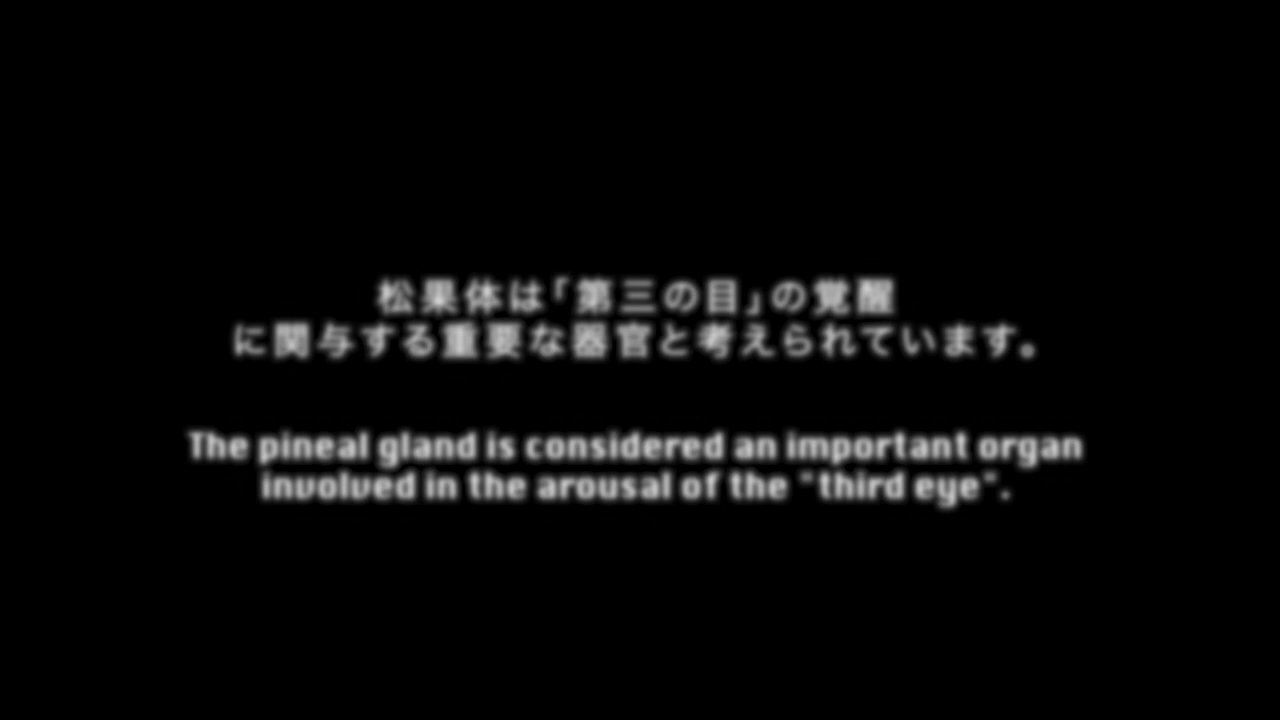 松果体は「第三の目」の覚醒
に関与する重要な器官と考えられています。
The pineal gland is considered an important organ
involved in the arousal of the "third eye".